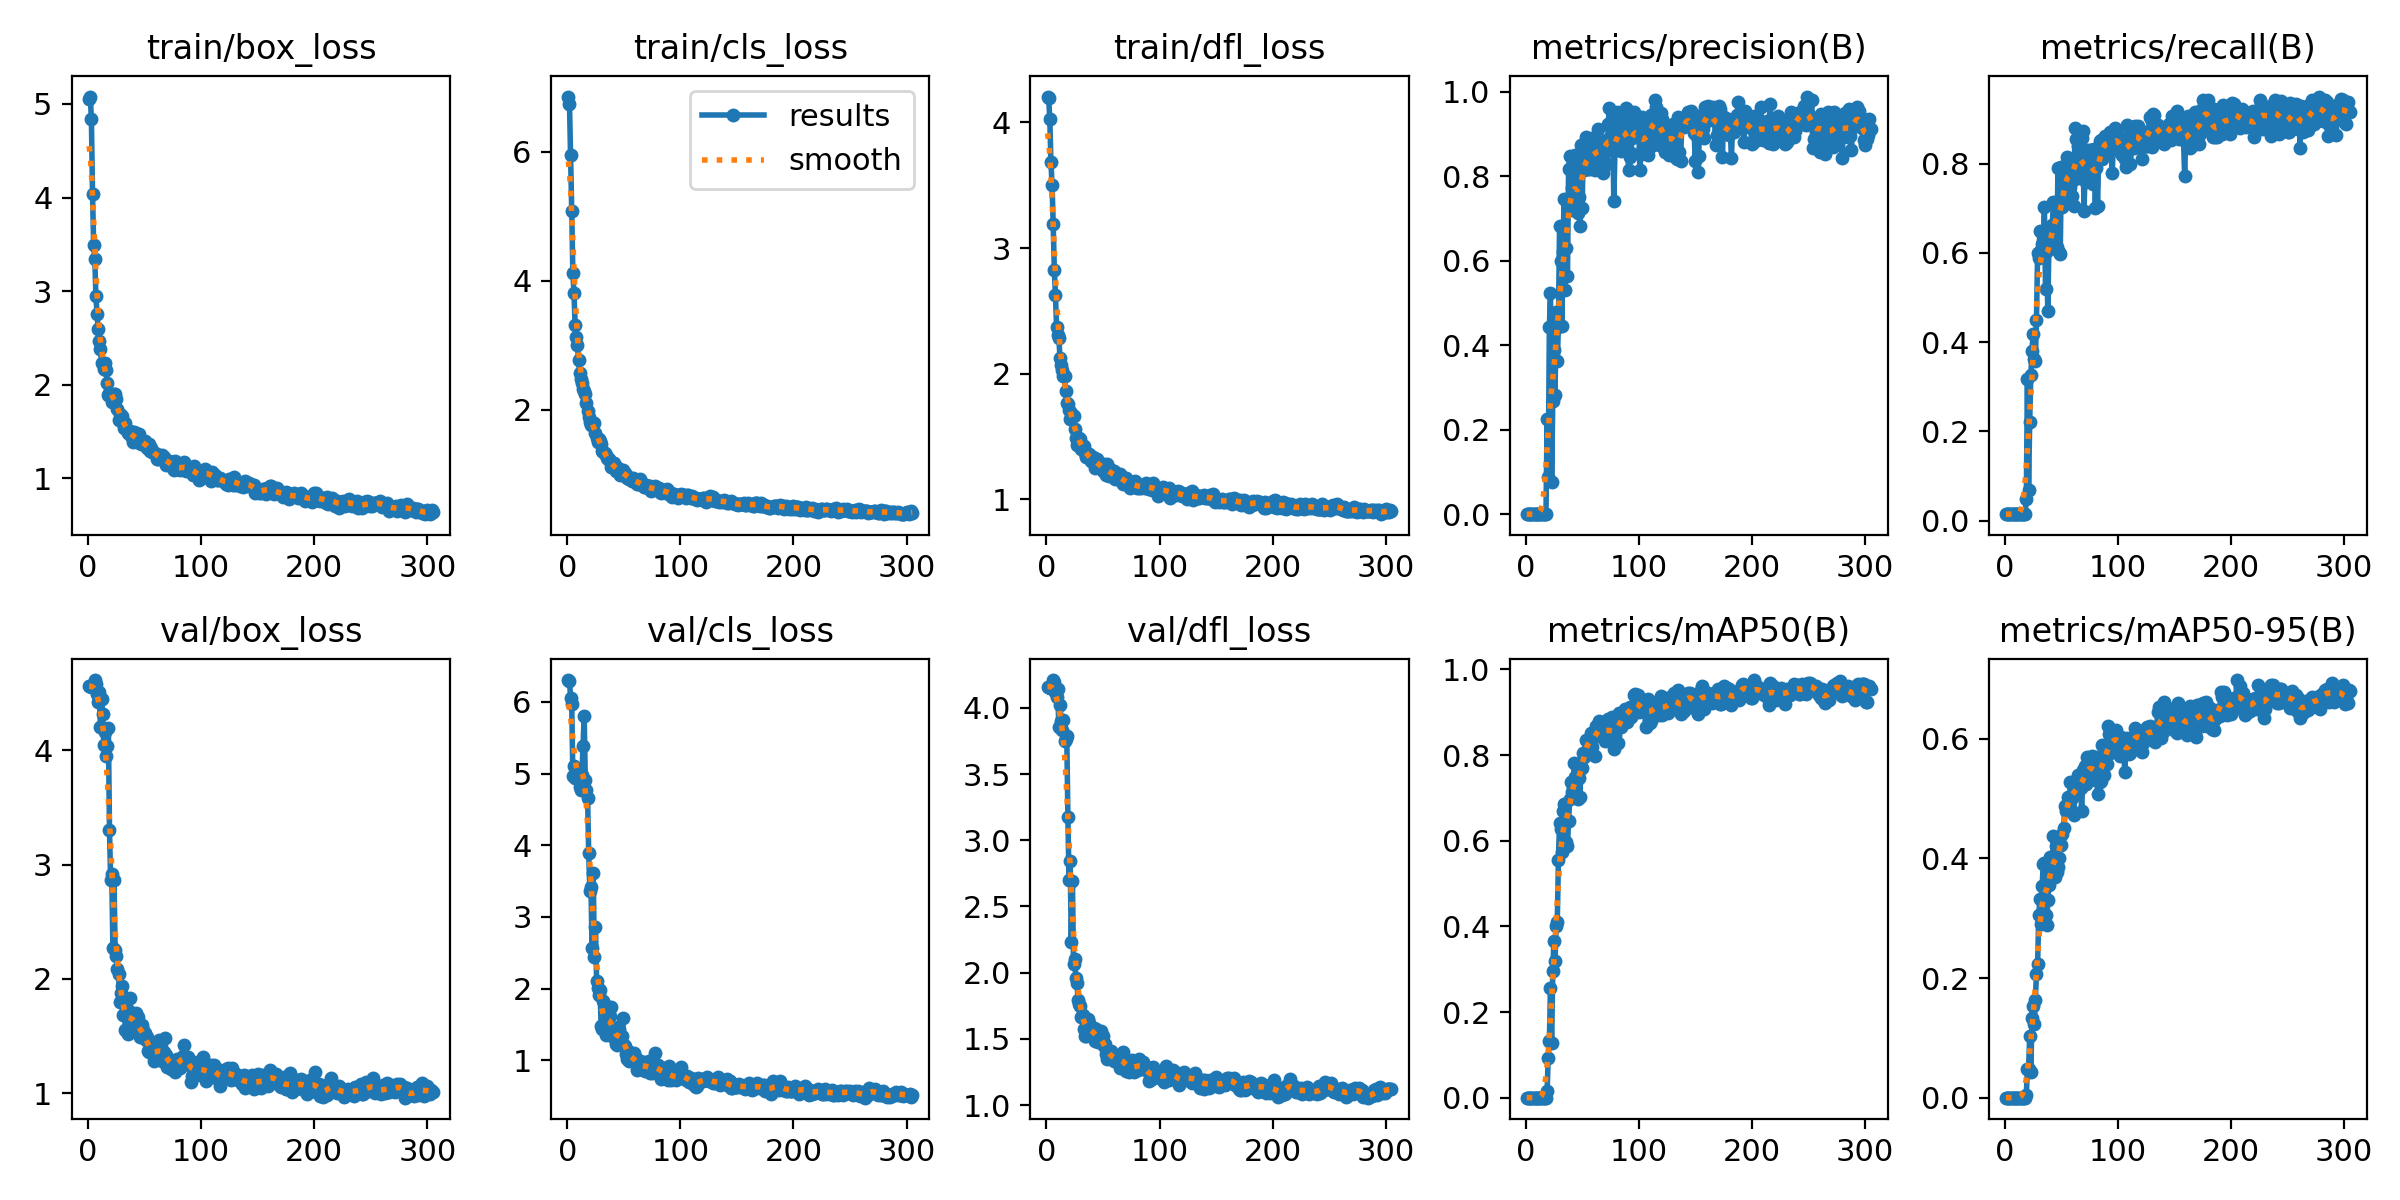 train/box_loss
5
4
3
2
1
0 100 200 300
train/cls_loss
results
smooth
6
4
2
0 100 200 300
train/dfl_loss
4
3
2
1
0 100 200 300
metrics/precision(B)
1.0
0.8
0.6
0.4
0.2
0.0
0 100 200 300
metrics/recall(B)
0.8
0.6
0.4
0.2
0.0
0 100 200 300
val/box_loss
4
3
2
1
0 100 200 300
val/cls_loss
6
5
4
3
2
1
0 100 200 300
val/dfl_loss
4.0
3.5
3.0
2.5
2.0
1.5
1.0
0 100 200 300
metrics/mAP50(B)
1.0
0.8
0.6
0.4
0.2
0.0
0 100 200 300
metrics/mAP50-95(B)
0.6
0.4
0.2
0.0
0 100 200 300